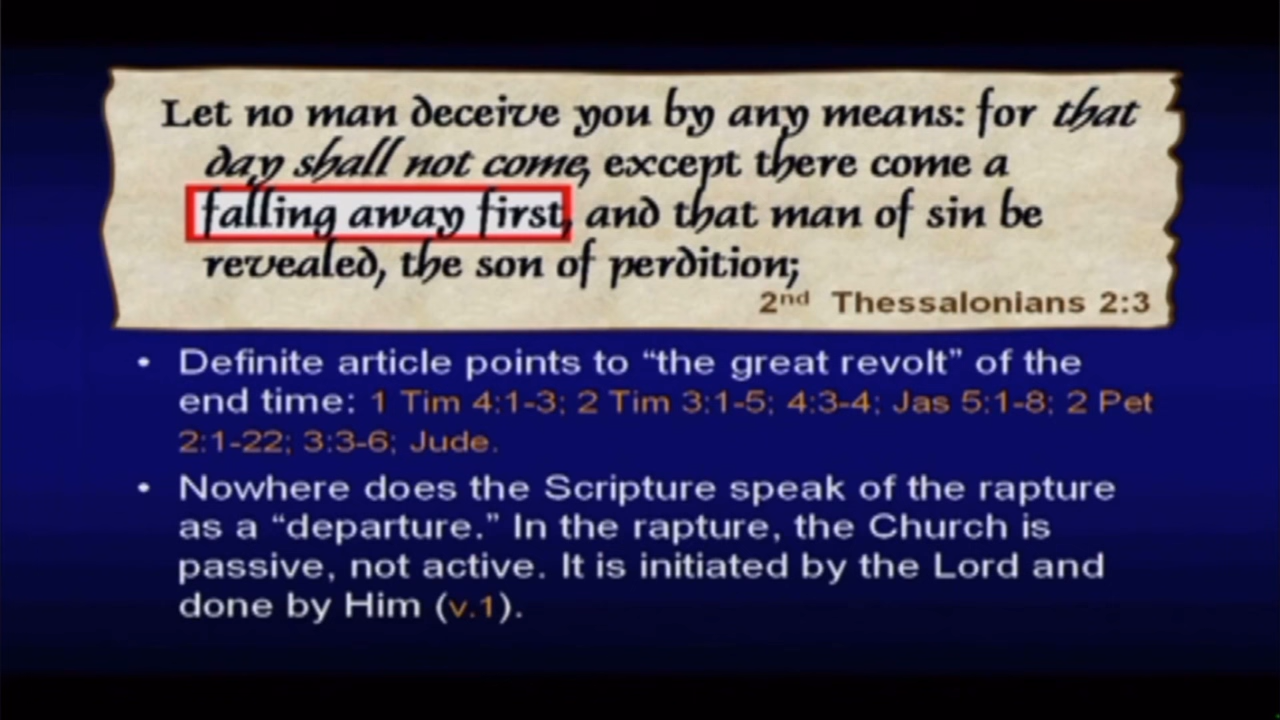 Let no man deceive you by any means: for that
day shall not come, except there come a
falling away first, and that man of sin be
revealed, the son of perdition;
2nd Thessalonians 2:3
• Definite article points to “the great revolt” of the
end time: 1 Tim 4:1-3; 2 Tim 3:1-5; 4:3-4; Jas 5:1-8; 2 Pet
2:1-22; 3:3-6; Jude.
• Nowhere does the Scripture speak of the rapture
as a “departure.” In the rapture, the Church is
passive, not active. It is initiated by the Lord and
done by Him (v.1).